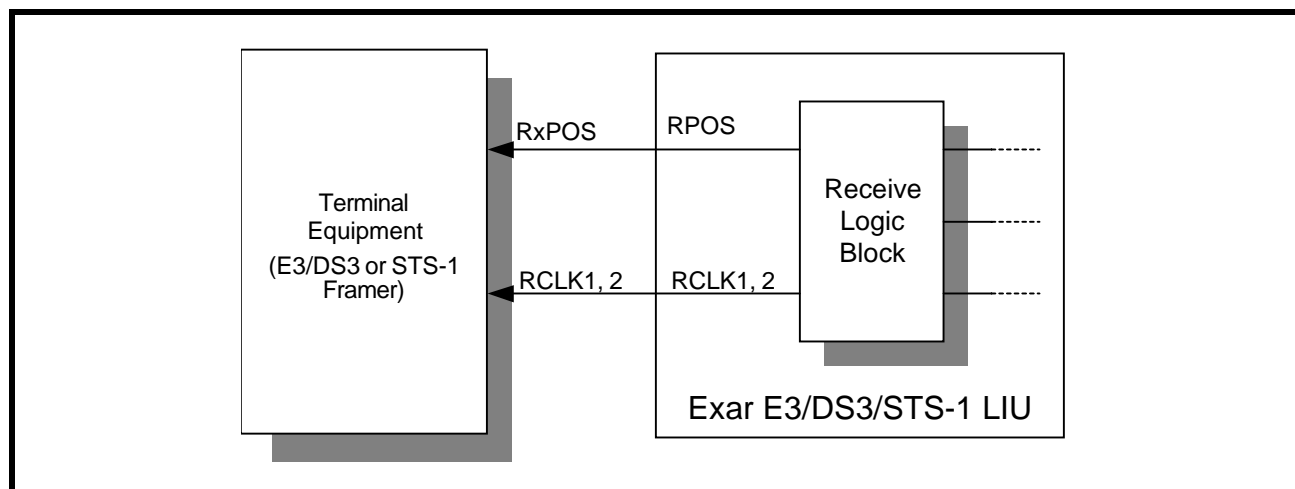 RxPOS
RPOS
Terminal
Equipment
(E3/DS3 or STS-1
Framer)
Receive
Logic
Block
RCLK1, 2
RCLK1, 2
Exar E3/DS3/STS-1 LIU